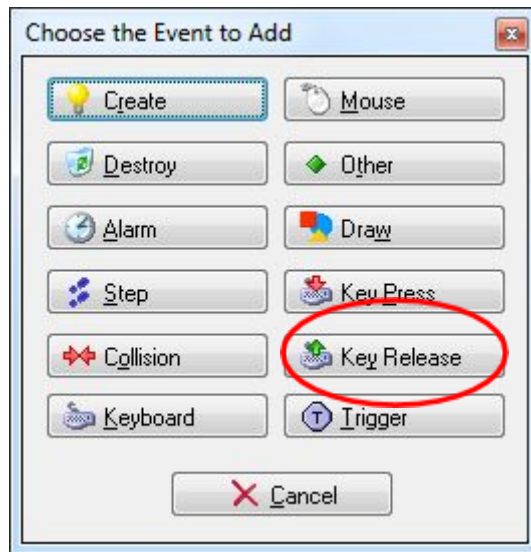 Choose the Event to Add
Create
Mouse
Destroy
Other
Alarm
Draw
Step
Key Press
Collision
Key Release
Keyboard
T Trigger
Cancel